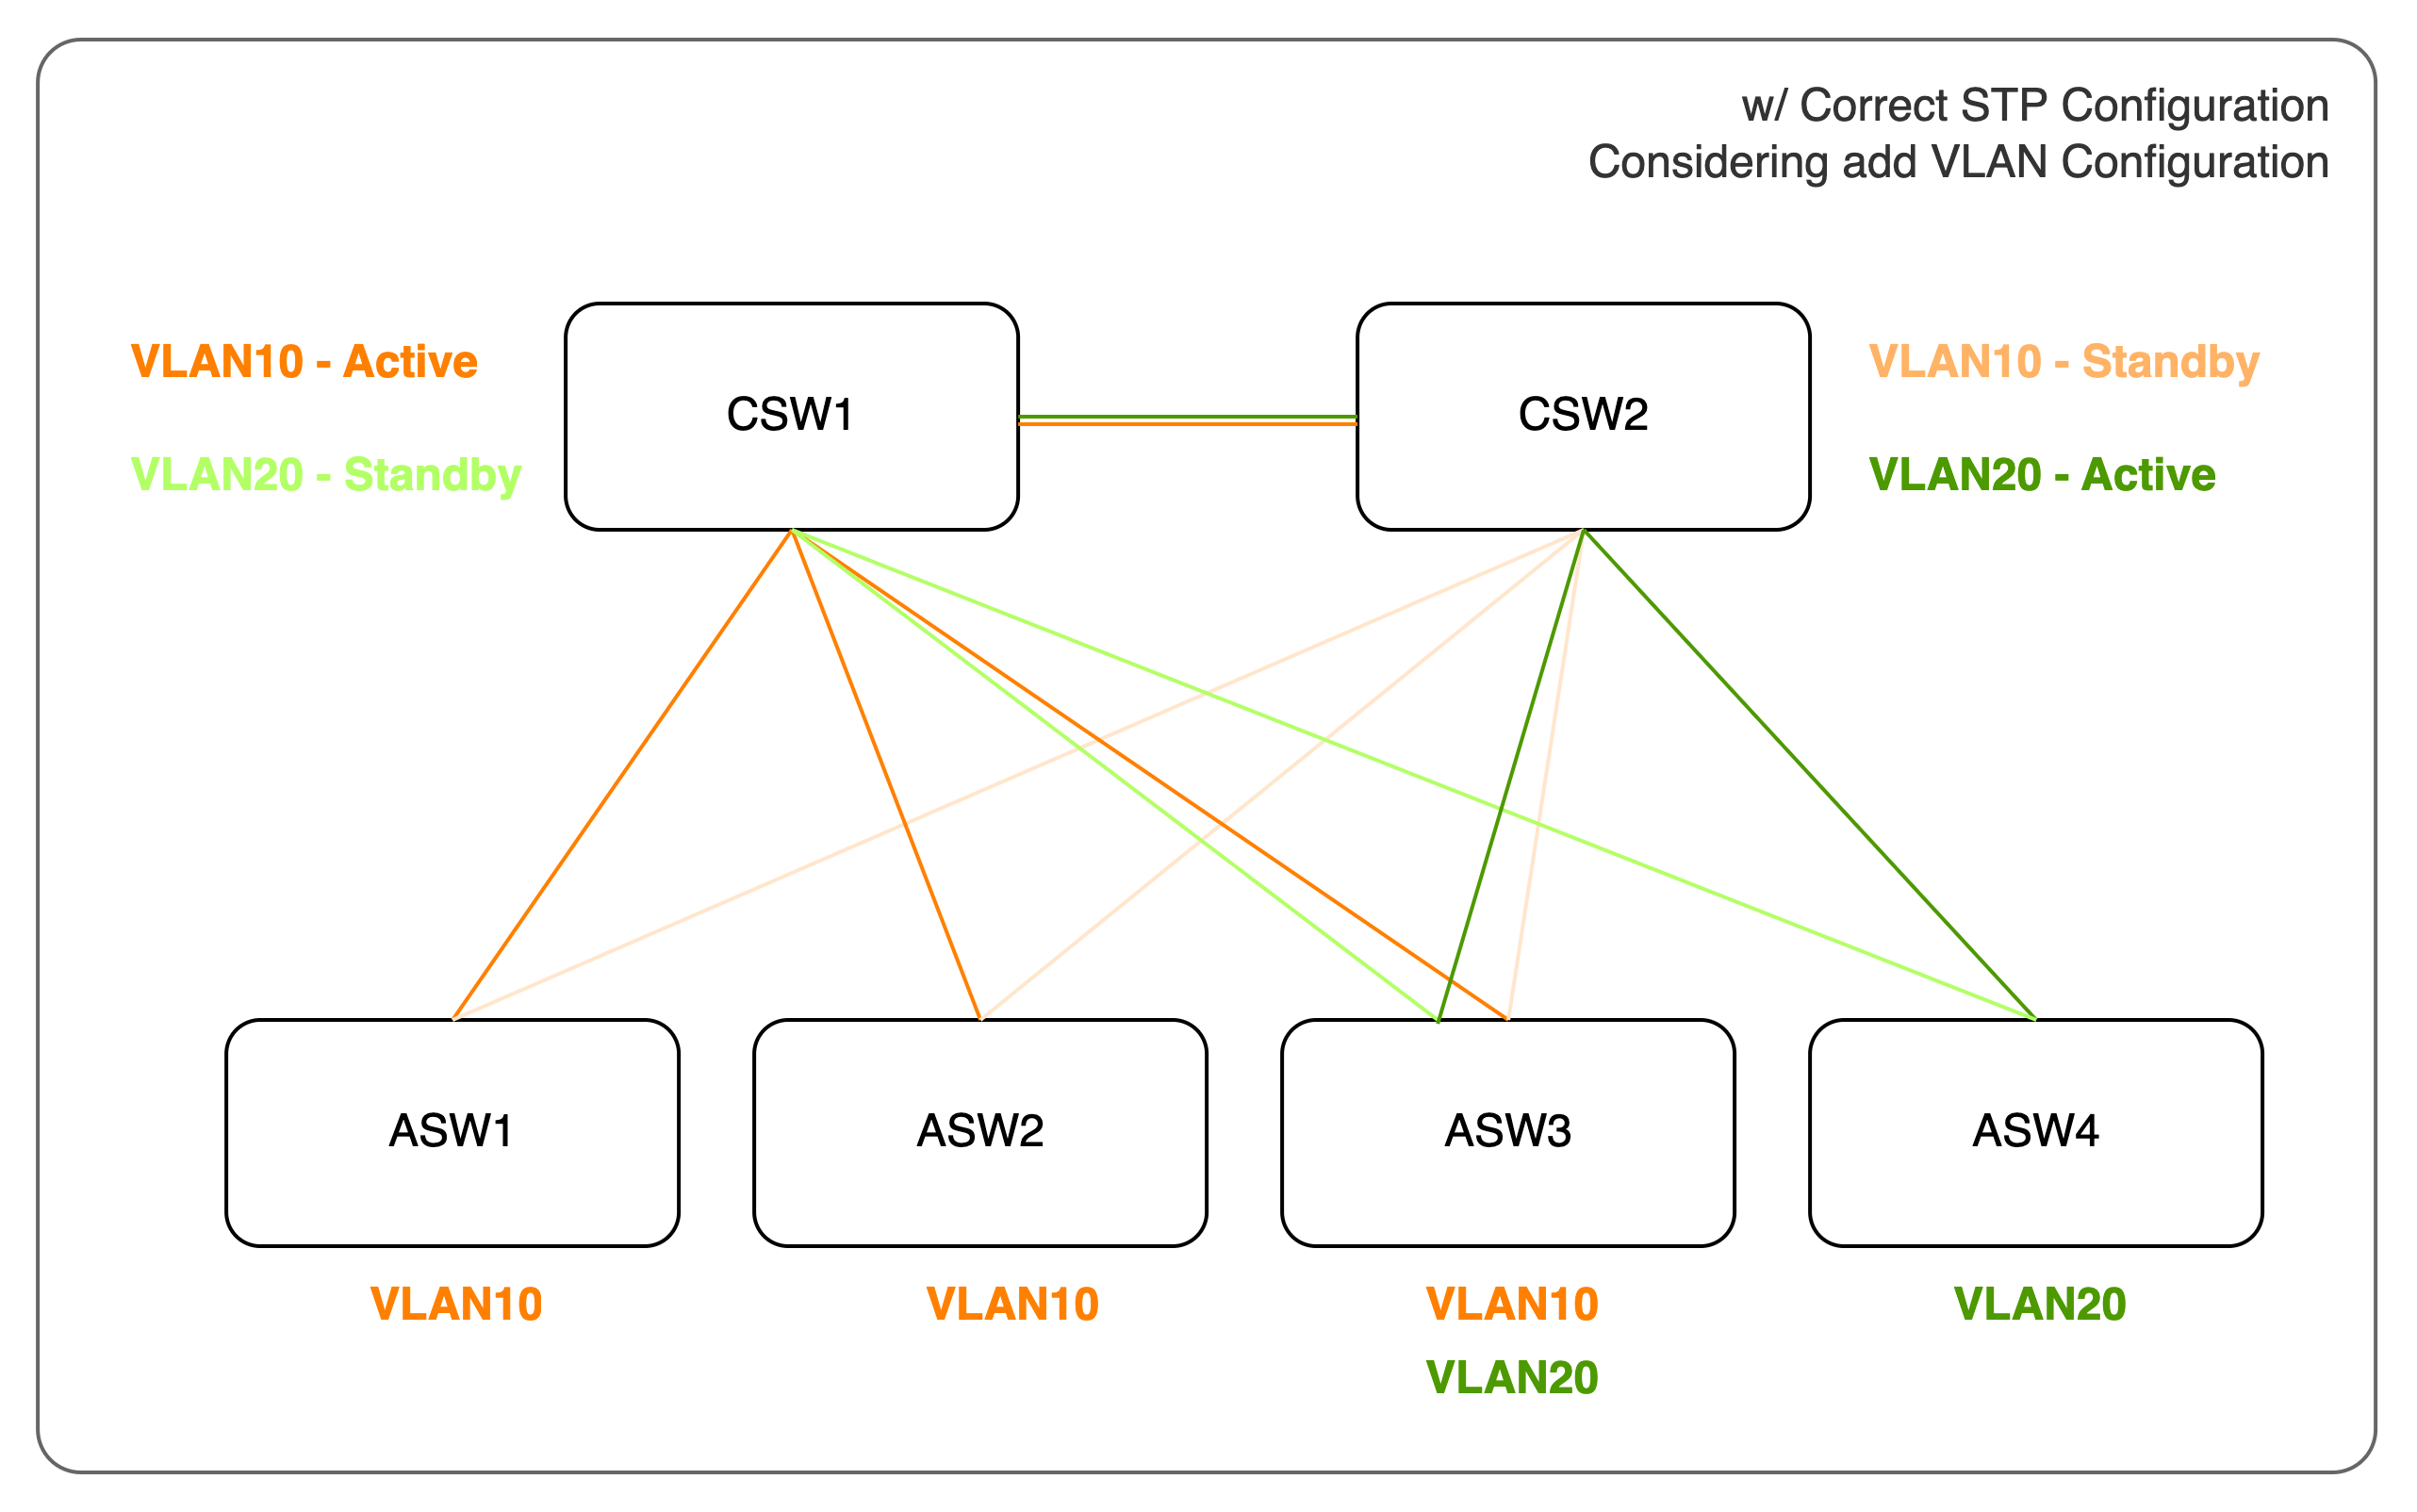 w/ Correct STP Configuration
Considering add VLAN Configuration
VLAN10 - Active
VLAN20 - Standby
CSW1
CSW2
VLAN10 - Standby
VLAN20 - Active
ASW1
ASW2
ASW3
ASW4
VLAN10
VLAN10
VLAN10
VLAN20
VLAN20